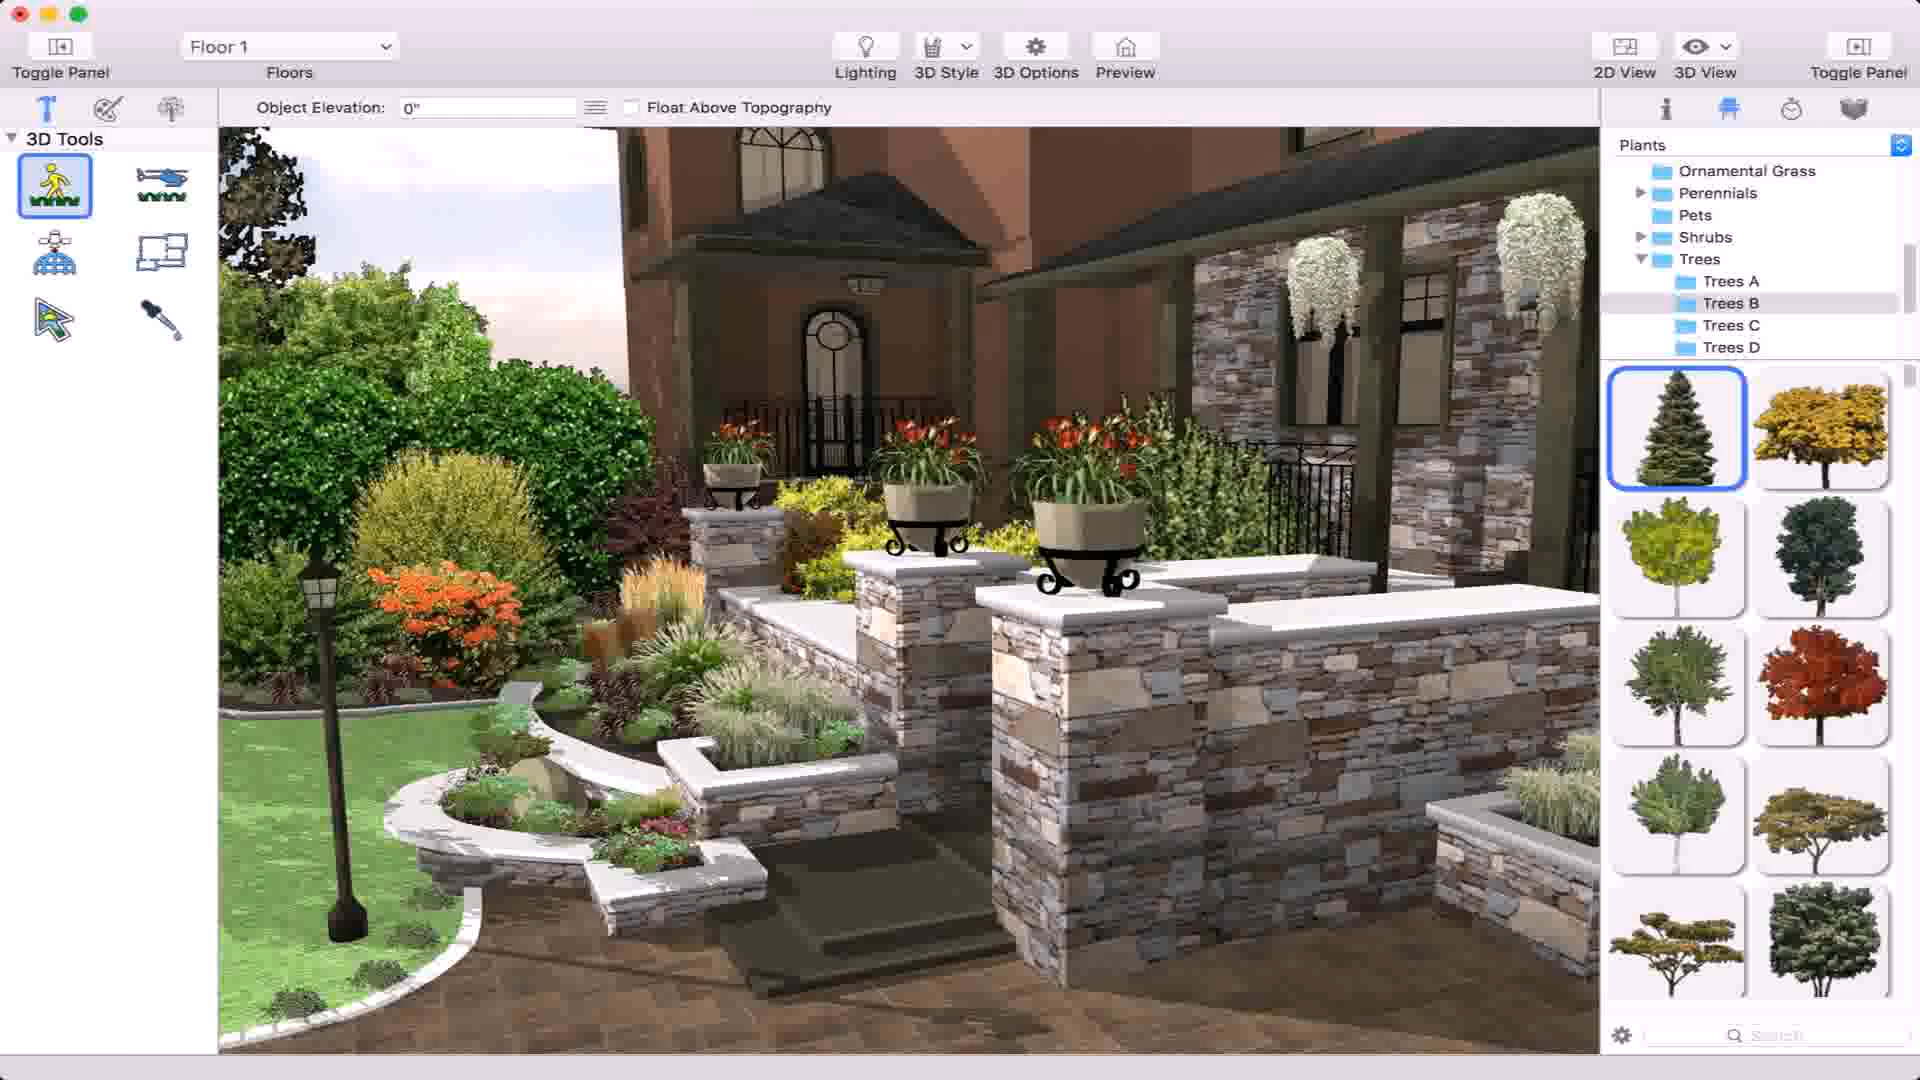 Floor 1
Toggle Panel
Floors
Lighting
3D Style
3D Options
Preview
2D View
3D View
Toggle Panel
Object Elevation:
0"
Float Above Topography
3D Tools
Plants
Ornamental Grass
Perennials
Pets
Shrubs
Trees
Trees A
Trees B
Trees C
Trees D
Search